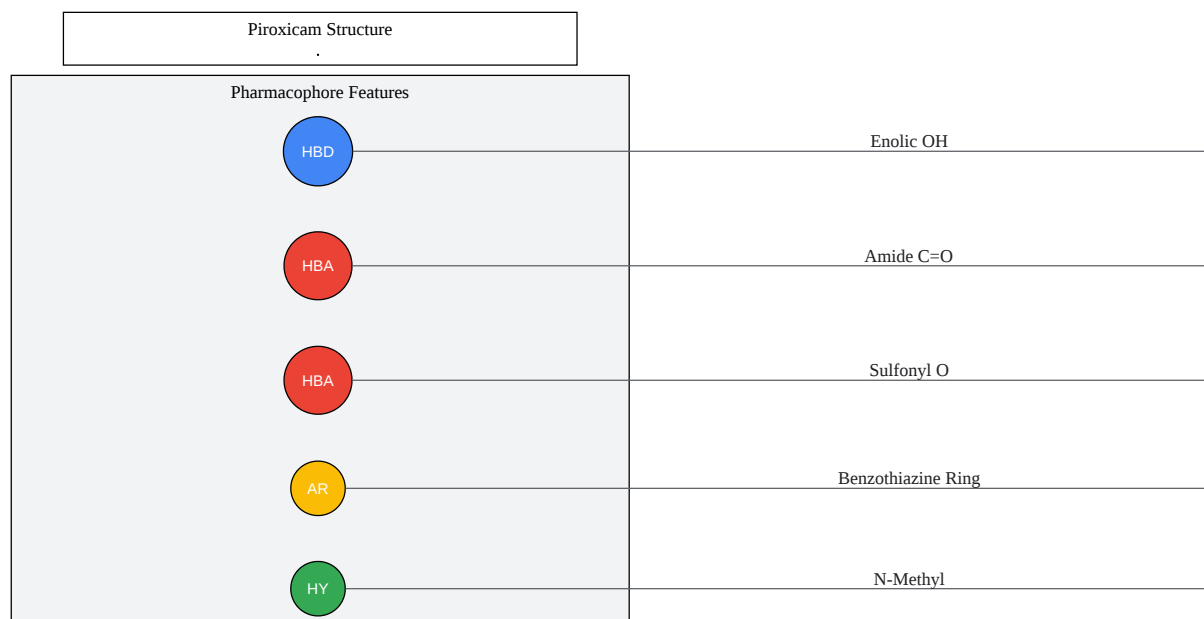 Piroxicam Structure
.
Pharmacophore Features
HBD
Enolic OH
HBA
Amide C=O
HBA
Sulfonyl O
AR
Benzothiazine Ring
HY
N-Methyl